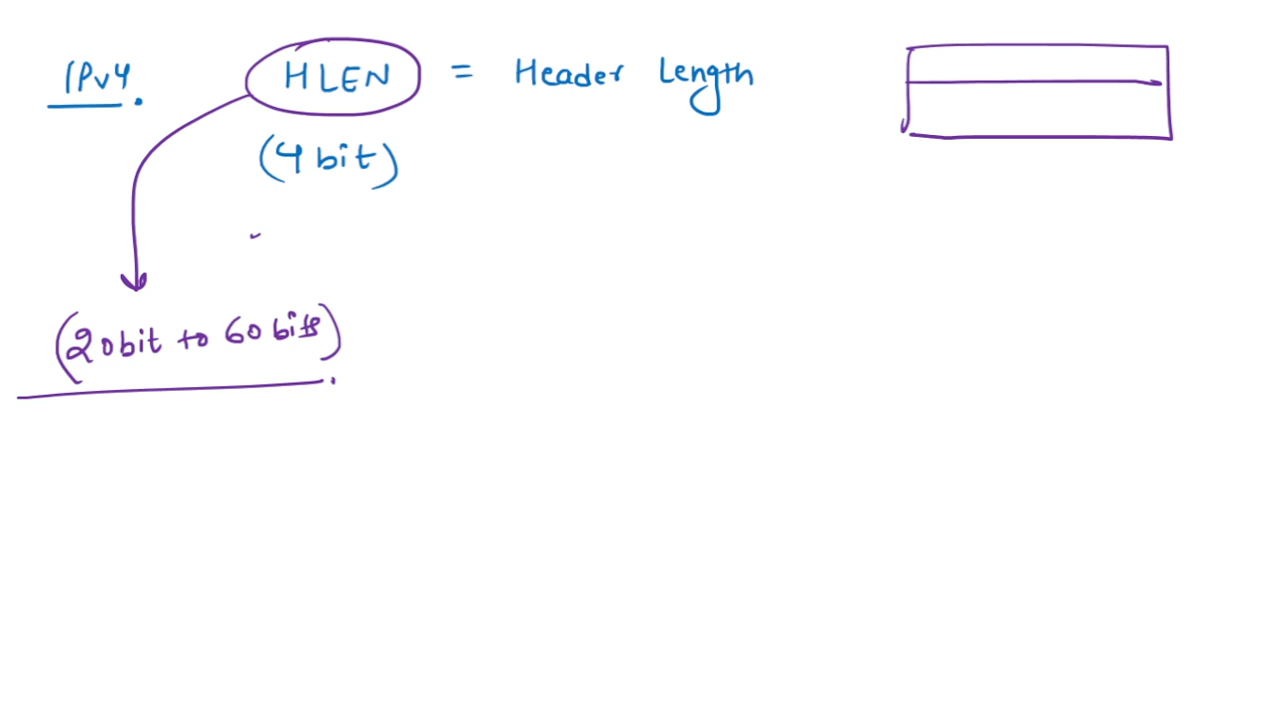 IPv4. HLEN = Header Length
(4 bit)
(20bit to 60 bits)